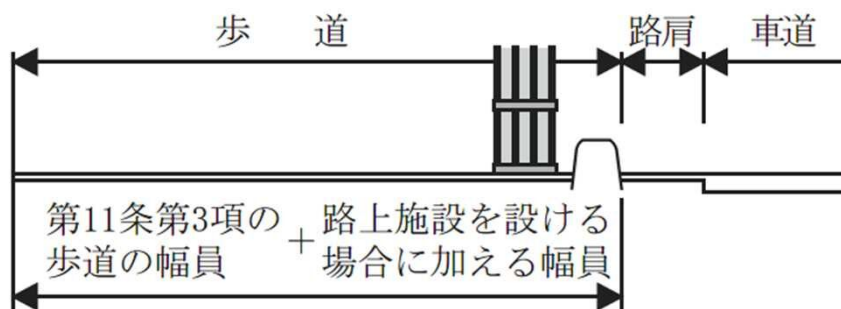 歩道
路肩
車道
第11条第3項の
歩道の幅員
+
路上施設を設ける
場合に加える幅員